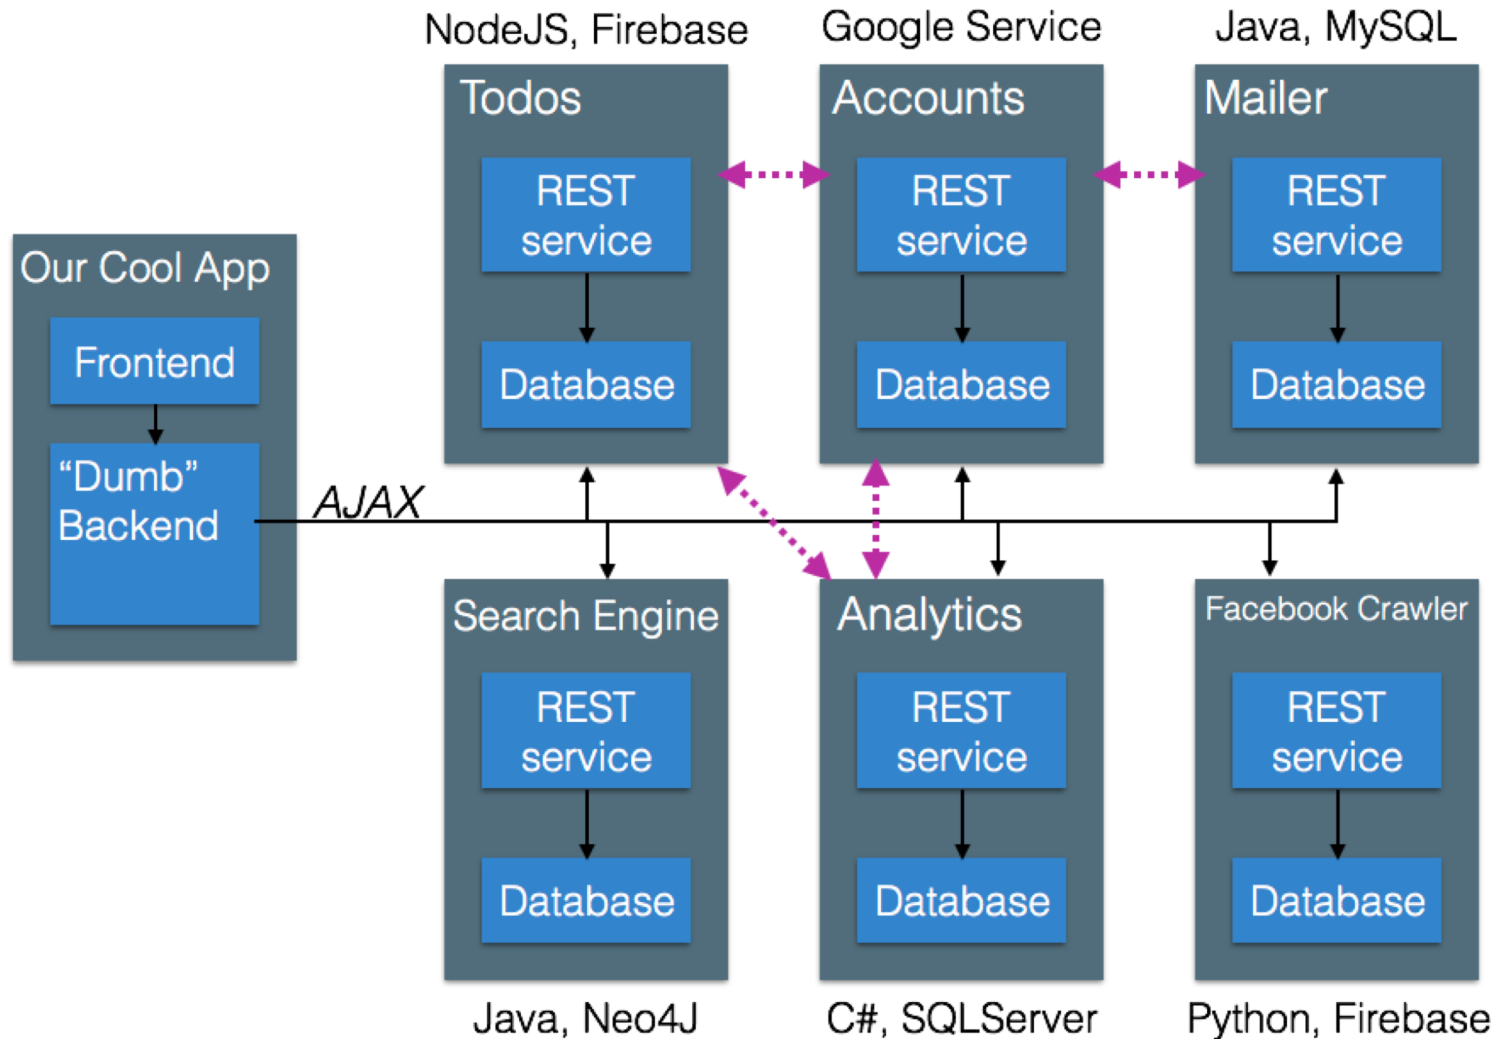 NodeJS, Firebase
Google Service
Java, MySQL
Todos
REST
service
Database
Accounts
REST
service
Database
Mailer
REST
service
Database
Our Cool App
Frontend
“Dumb”
Backend
AJAX
Search Engine
REST
service
Database
Analytics
REST
service
Database
Facebook Crawler
REST
service
Database
Java, Neo4J
C#, SQLServer
Python, Firebase